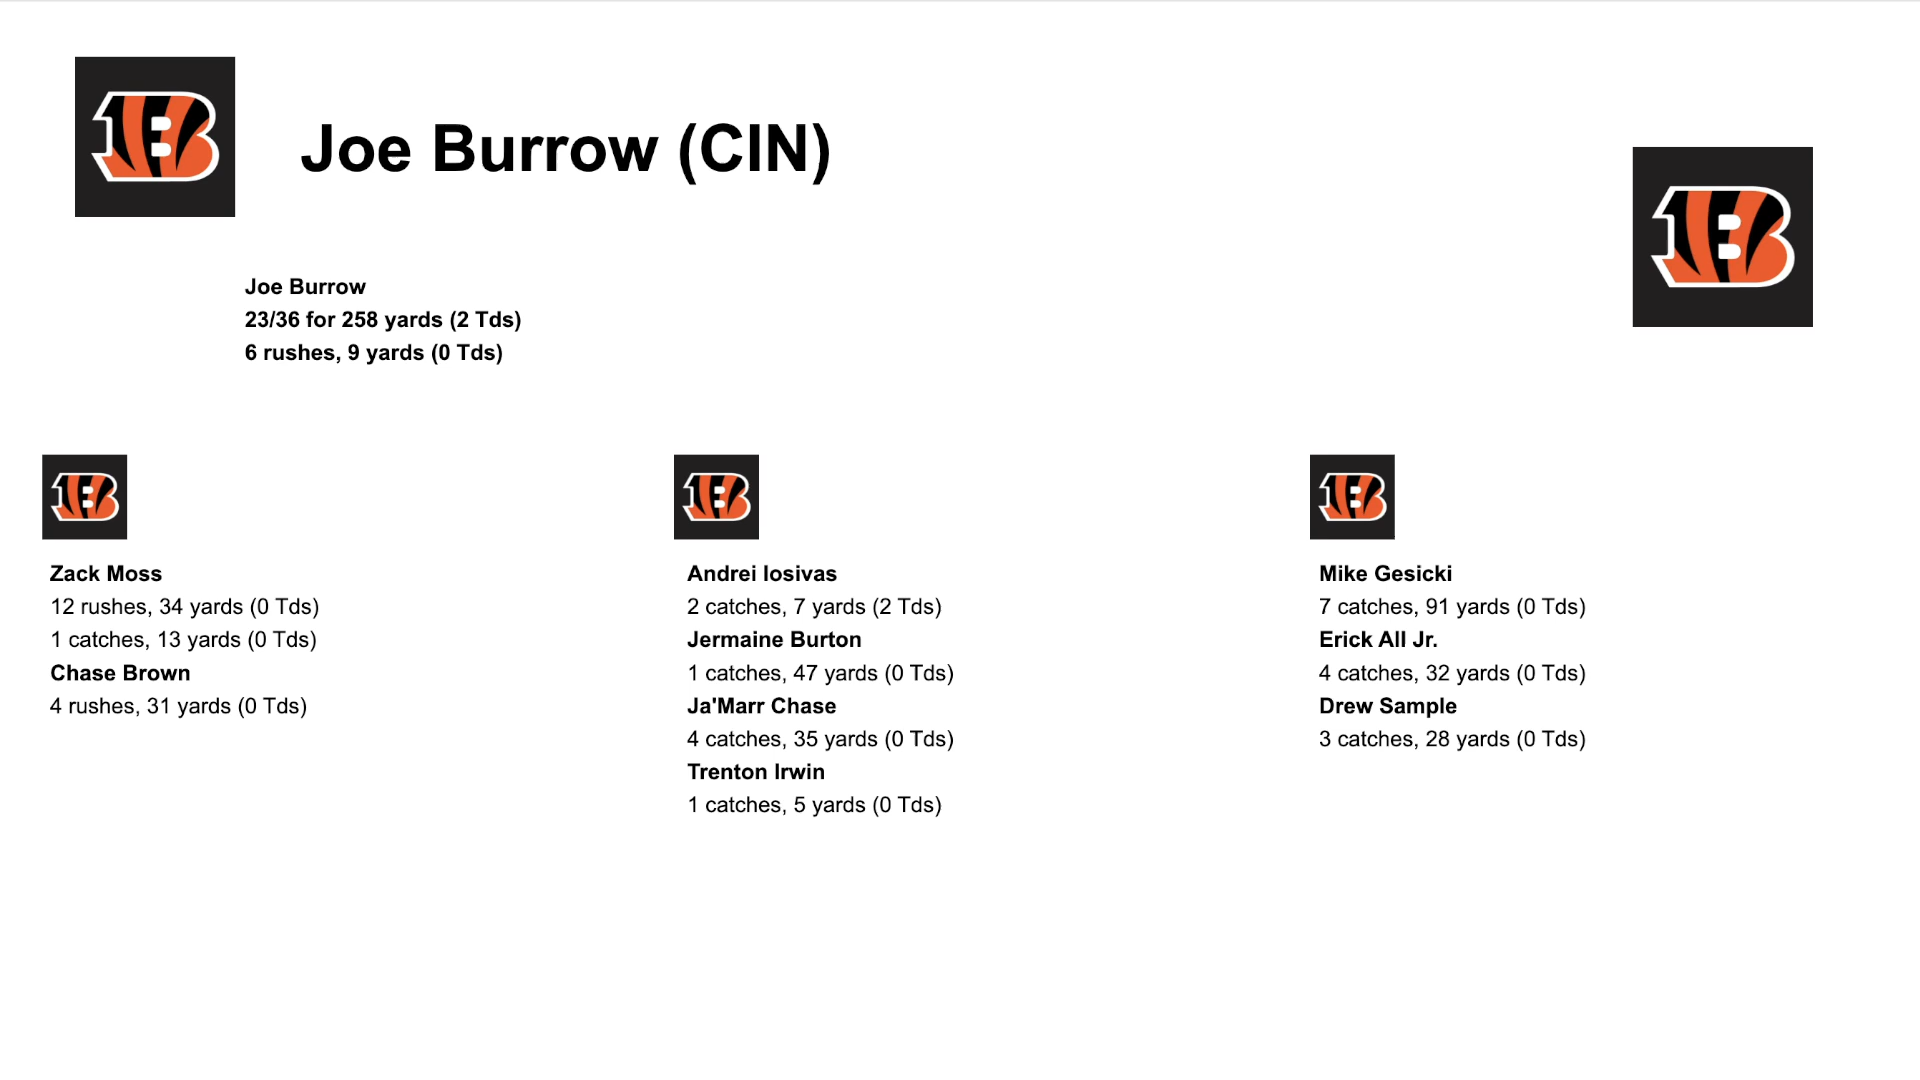 Joe Burrow (CIN)
Joe Burrow
23/36 for 258 yards (2 Tds)
6 rushes, 9 yards (0 Tds)
Zack Moss
12 rushes, 34 yards (0 Tds)
1 catches, 13 yards (0 Tds)
Chase Brown
4 rushes, 31 yards (0 Tds)
Andrei Iosivas
2 catches, 7 yards (2 Tds)
Jermaine Burton
1 catches, 47 yards (0 Tds)
Ja'Marr Chase
4 catches, 35 yards (0 Tds)
Trenton Irwin
1 catches, 5 yards (0 Tds)
Mike Gesicki
7 catches, 91 yards (0 Tds)
Erick All Jr.
4 catches, 32 yards (0 Tds)
Drew Sample
3 catches, 28 yards (0 Tds)